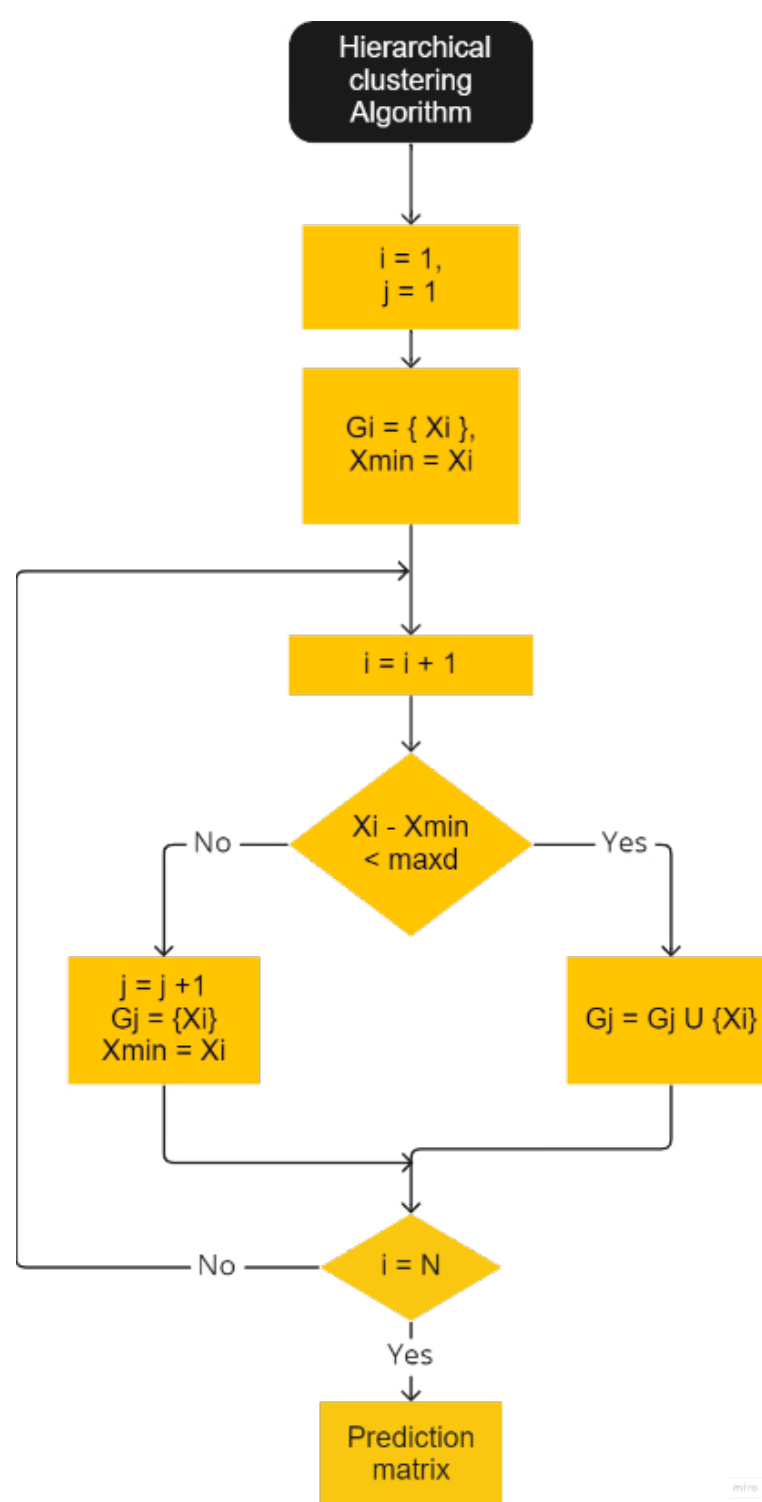 Hierarchical
clustering
Algorithm
i = 1,
j = 1
Gi = { Xi },
Xmin = Xi
i = i + 1
Xi - Xmin
< maxd
No
Yes
j = j +1
Gj = {Xi}
Xmin = Xi
Gj = Gj U {Xi}
i = N
No
Yes
Prediction
matrix
miro